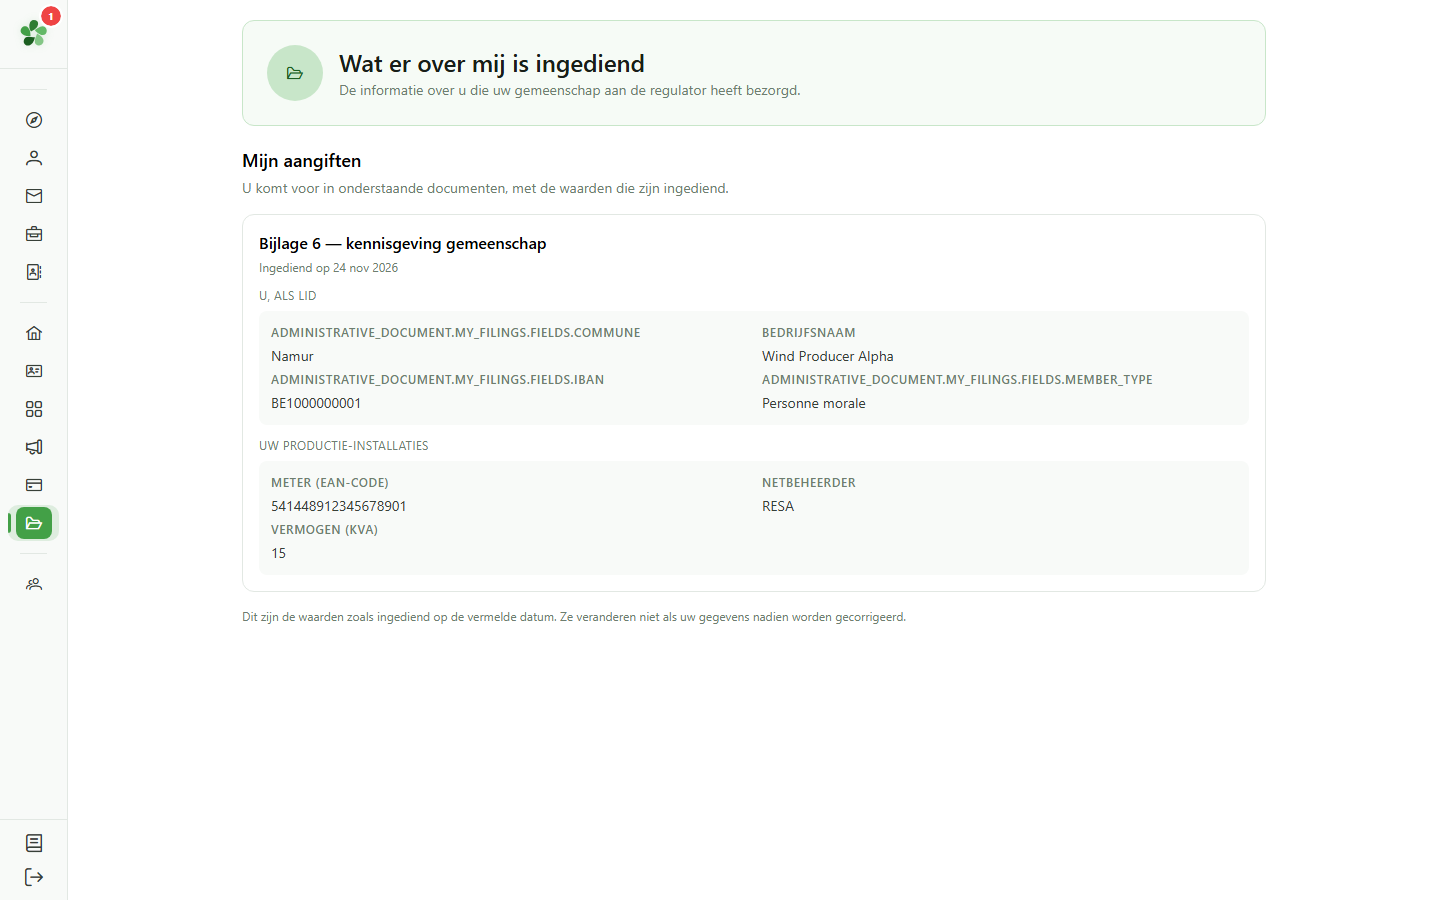 1
Wat er over mij is ingediend
De informatie over u die uw gemeenschap aan de regulator heeft bezorgd.
Mijn aangiften
U komt voor in onderstaande documenten, met de waarden die zijn ingediend.
Bijlage 6 — kennisgeving gemeenschap
Ingediend op 24 nov 2026
U, ALS LID
ADMINISTRATIVE_DOCUMENT.MY_FILINGS.FIELDS.COMMUNE
Namur
BEDRIJFSNAAM
Wind Producer Alpha
ADMINISTRATIVE_DOCUMENT.MY_FILINGS.FIELDS.IBAN
BE1000000001
ADMINISTRATIVE_DOCUMENT.MY_FILINGS.FIELDS.MEMBER_TYPE
Personne morale
UW PRODUCTIE-INSTALLATIES
METER (EAN-CODE)
541448912345678901
NETBEHEERDER
RESA
VERMOGEN (KVA)
15
Dit zijn de waarden zoals ingediend op de vermelde datum. Ze veranderen niet als uw gegevens nadien worden gecorrigeerd.